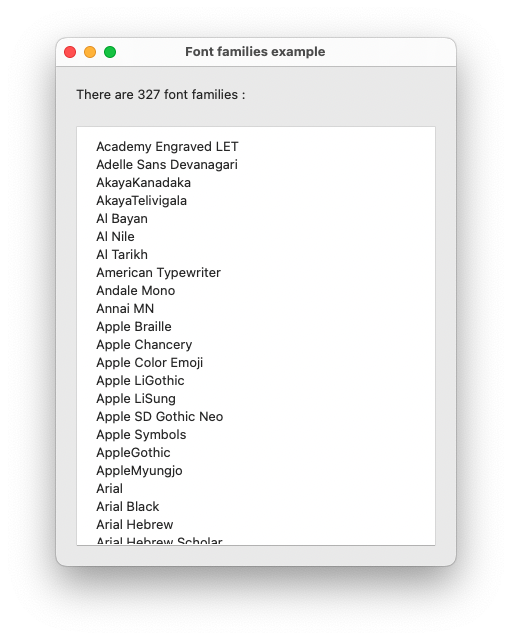 Font families example
There are 327 font families :
Academy Engraved LET
Adelle Sans Devanagari
AkayaKanadaka
AkayaTelivigala
Al Bayan
Al Nile
Al Tarikh
American Typewriter
Andale Mono
Annai MN
Apple Braille
Apple Chancery
Apple Color Emoji
Apple LiGothic
Apple LiSung
Apple SD Gothic Neo
Apple Symbols
AppleGothic
AppleMyungjo
Arial
Arial Black
Arial Hebrew
Arial Hebrew Scholar